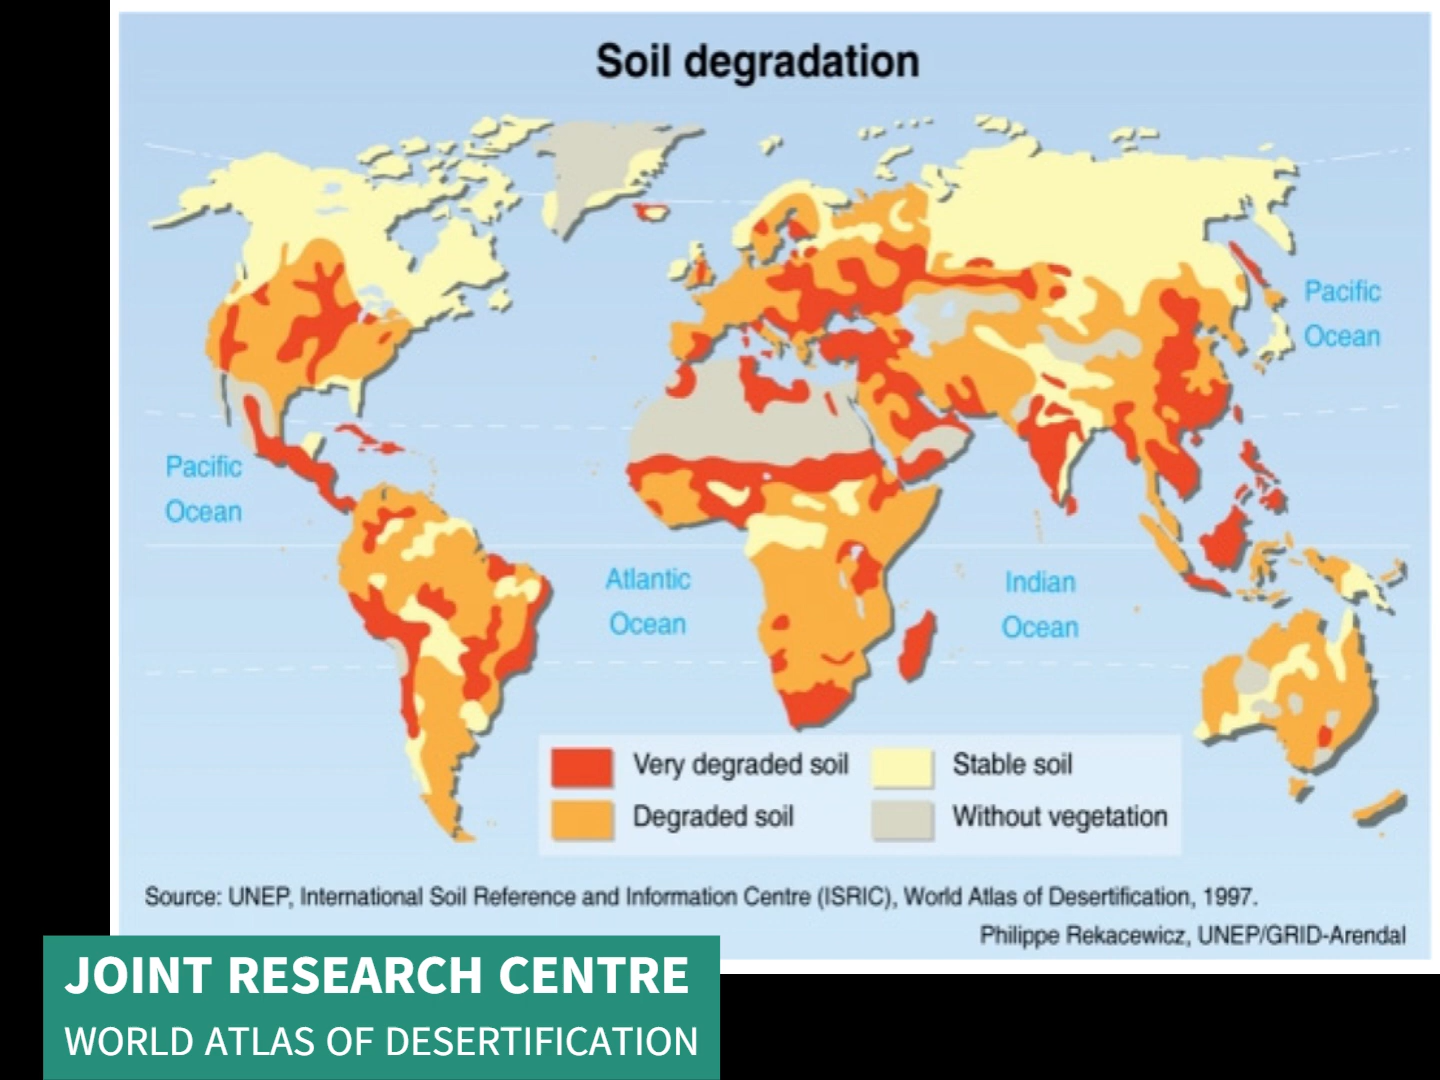 Soil degradation
Pacific
Ocean
Pacific
Ocean
Atlantic
Ocean
Indian
Ocean
Very degraded soil
Stable soil
Degraded soil
Without vegetation
Source: UNEP, International Soil Reference and Information Centre (ISRIC), World Atlas of Desertification, 1997.
Philippe Rekacewicz, UNEP/GRID-Arendal
JOINT RESEARCH CENTRE
WORLD ATLAS OF DESERTIFICATION